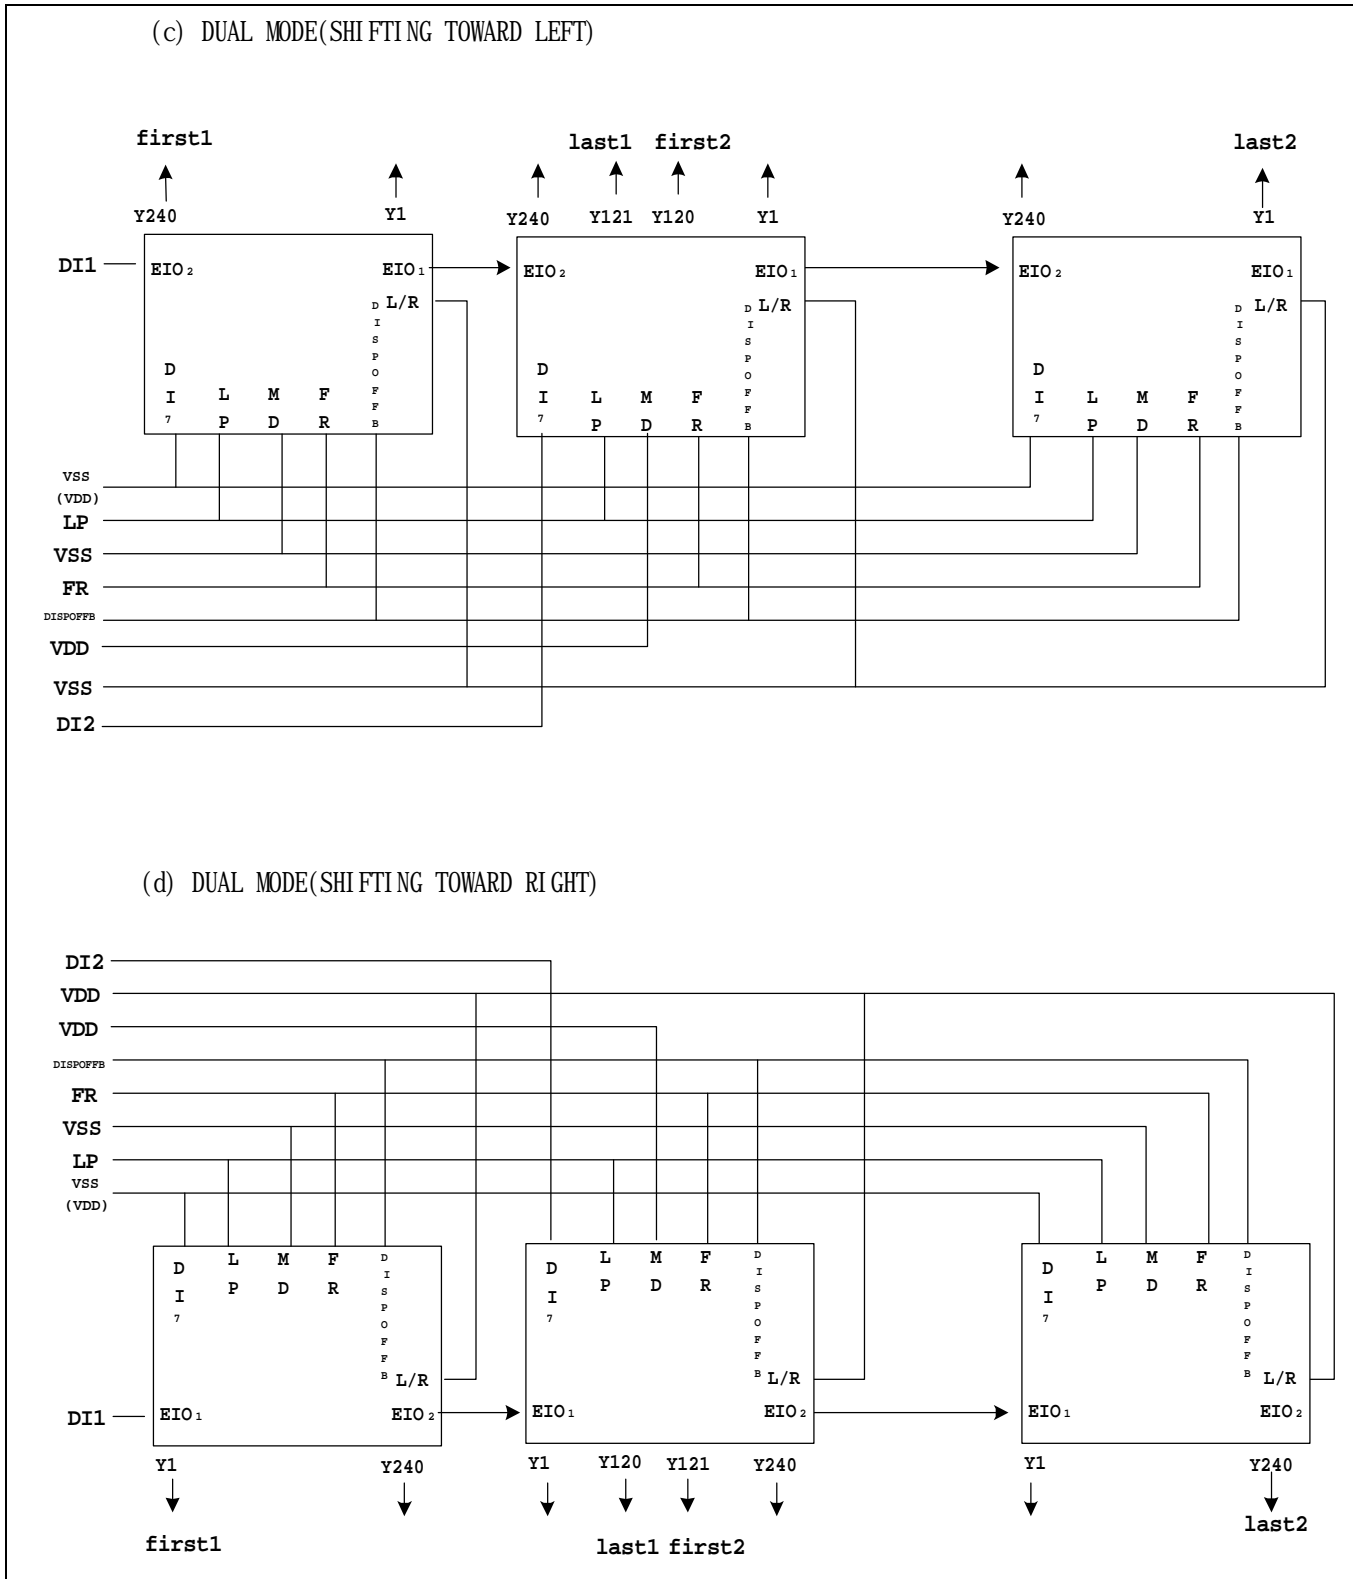 (c) DUAL MODE(SHIFTING TOWARD LEFT)
first1 last1 first2 last2
Y240 Y1 Y240 Y121 Y120 Y1 Y240 Y1
DI1 EIO2 EIO1 EIO2 EIO1 EIO2 EIO1
L/R L/R L/R
DI7 LP MD FR DISPOFFB DI7 LP MD FR DISPOFFB DI7 LP MD FR DISPOFFB
VSS
(VDD)
LP
VSS
FR
DISPOFFB
VDD
VSS
DI2
(d) DUAL MODE(SHIFTING TOWARD RIGHT)
DI2
VDD
VDD
DISPOFFB
FR
VSS
LP
VSS
(VDD)
DI7 LP MD FR DISPOFFB DI7 LP MD FR DISPOFFB DI7 LP MD FR DISPOFFB
L/R L/R L/R
DI1 EIO1 EIO2 EIO1 EIO2 EIO1 EIO2
Y1 Y240 Y1 Y120 Y121 Y240 Y1 Y240
first1 last1 first2 last2